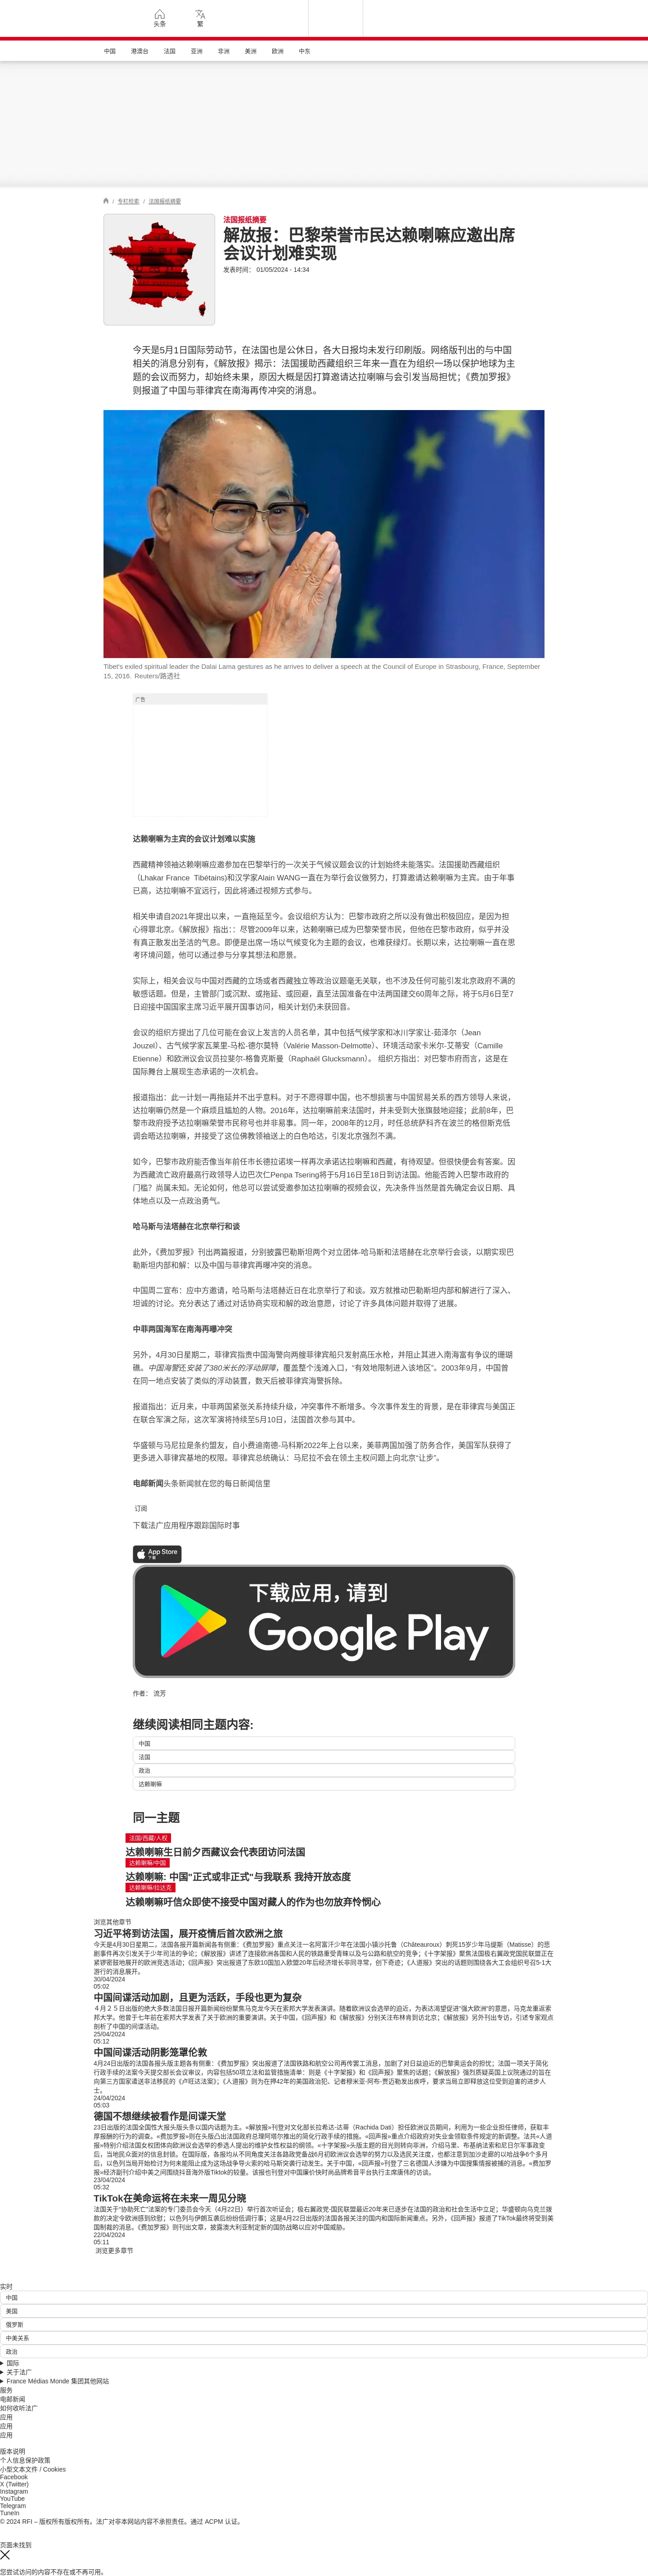 头条
繁
中国
港澳台
法国
亚洲
非洲
美洲
欧洲
中东
/ 专栏检索 / 法国报纸摘要
法国报纸摘要
解放报：巴黎荣誉市民达赖喇嘛应邀出席
会议计划难实现
发表时间： 01/05/2024 - 14:34
今天是5月1日国际劳动节，在法国也是公休日，各大日报均未发行印刷版。网络版刊出的与中国
相关的消息分别有，《解放报》揭示：法国援助西藏组织三年来一直在为组织一场以保护地球为主
题的会议而努力，却始终未果，原因大概是因打算邀请达拉喇嘛与会引发当局担忧；《费加罗报》
则报道了中国与菲律宾在南海再传冲突的消息。
Tibet's exiled spiritual leader the Dalai Lama gestures as he arrives to deliver a speech at the Council of Europe in Strasbourg, France, September
15, 2016. Reuters/路透社
广告
达赖喇嘛为主宾的会议计划难以实施
西藏精神领袖达赖喇嘛应邀参加在巴黎举行的一次关于气候议题会议的计划始终未能落实。法国援助西藏组织
（Lhakar France Tibétains)和汉学家Alain WANG一直在为举行会议做努力，打算邀请达赖喇嘛为主宾。由于年事
已高，达拉喇嘛不宜远行，因此将通过视频方式参与。
相关申请自2021年提出以来，一直拖延至今。会议组织方认为：巴黎市政府之所以没有做出积极回应，是因为担
心得罪北京。《解放报》指出:：尽管2009年以来，达赖喇嘛已成为巴黎荣誉市民，但他在巴黎市政府，似乎并没
有真正散发出圣洁的气息。即便是出席一场以气候变化为主题的会议，也难获绿灯。长期以来，达拉喇嘛一直在思
考环境问题，他可以通过参与分享其想法和愿景。
实际上，相关会议与中国对西藏的立场或者西藏独立等政治议题毫无关联，也不涉及任何可能引发北京政府不满的
敏感话题。但是，主管部门或沉默、或拖延、或回避，直至法国准备在中法两国建交60周年之际，将于5月6日至7
日迎接中国国家主席习近平展开国事访问，相关计划仍未获回音。
会议的组织方提出了几位可能在会议上发言的人员名单，其中包括气候学家和冰川学家让-茹泽尔（Jean
Jouzel）、古气候学家瓦莱里-马松-德尔莫特（Valérie Masson-Delmotte）、环境活动家卡米尔-艾蒂安（Camille
Etienne）和欧洲议会议员拉斐尔-格鲁克斯曼（Raphaël Glucksmann）。 组织方指出：对巴黎市府而言，这是在
国际舞台上展现生态承诺的一次机会。
报道指出：此一计划一再拖延并不出乎意料。对于不愿得罪中国，也不想损害与中国贸易关系的西方领导人来说，
达拉喇嘛仍然是一个麻烦且尴尬的人物。2016年，达拉喇嘛前来法国时，并未受到大张旗鼓地迎接；此前8年，巴
黎市政府授予达拉喇嘛荣誉市民称号也并非易事。同一年，2008年的12月，时任总统萨科齐在波兰的格但斯克低
调会晤达拉喇嘛，并接受了这位佛教领袖送上的白色哈达，引发北京强烈不满。
如今，巴黎市政府能否像当年前任市长德拉诺埃一样再次承诺达拉喇嘛和西藏，有待观望。但很快便会有答案。因
为西藏流亡政府最高行政领导人边巴次仁Penpa Tsering将于5月16日至18日到访法国。他能否跨入巴黎市政府的
门槛？尚属未知。无论如何，他总可以尝试受邀参加达拉喇嘛的视频会议，先决条件当然是首先确定会议日期、具
体地点以及一点政治勇气。
哈马斯与法塔赫在北京举行和谈
此外，《费加罗报》刊出两篇报道，分别披露巴勒斯坦两个对立团体-哈马斯和法塔赫在北京举行会谈，以期实现巴
勒斯坦内部和解：以及中国与菲律宾再曝冲突的消息。
中国周二宣布：应中方邀请，哈马斯与法塔赫近日在北京举行了和谈。双方就推动巴勒斯坦内部和解进行了深入、
坦诚的讨论。充分表达了通过对话协商实现和解的政治意愿，讨论了许多具体问题并取得了进展。
中菲两国海军在南海再曝冲突
另外，4月30日星期二，菲律宾指责中国海警向两艘菲律宾船只发射高压水枪，并阻止其进入南海富有争议的珊瑚
礁。中国海警还安装了380米长的浮动屏障，覆盖整个浅滩入口，“有效地限制进入该地区”。2003年9月，中国曾
在同一地点安装了类似的浮动装置，数天后被菲律宾海警拆除。
报道指出：近月来，中菲两国紧张关系持续升级，冲突事件不断增多。今次事件发生的背景，是在菲律宾与美国正
在联合军演之际，这次军演将持续至5月10日，法国首次参与其中。
华盛顿与马尼拉是条约盟友，自小费迪南德-马科斯2022年上台以来，美菲两国加强了防务合作，美国军队获得了
更多进入菲律宾基地的权限。菲律宾总统确认：马尼拉不会在领土主权问题上向北京“让步”。
电邮新闻头条新闻就在您的每日新闻信里
订阅
下载法广应用程序跟踪国际时事
App Store
下载
下载应用，请到
Google Play
作者： 流芳
继续阅读相同主题内容:
中国
法国
政治
达赖喇嘛
同一主题
法国/西藏/人权
达赖喇嘛生日前夕西藏议会代表团访问法国
达赖喇嘛/中国
达赖喇嘛: 中国"正式或非正式"与我联系 我持开放态度
达赖喇嘛/拉达克
达赖喇嘛吁信众即使不接受中国对藏人的作为也勿放弃怜悯心
浏览其他章节
习近平将到访法国，展开疫情后首次欧洲之旅
今天是4月30日星期二，法国各报开篇新闻各有侧重：《费加罗报》重点关注一名阿富汗少年在法国小镇沙托鲁（Châteauroux）刺死15岁少年马缇斯（Matisse）的悲
剧事件再次引发关于少年司法的争论；《解放报》讲述了连接欧洲各国和人民的铁路重受青睐以及与公路和航空的竞争；《十字架报》聚焦法国极右翼政党国民联盟正在
紧锣密鼓地展开的欧洲竞选活动；《回声报》突出报道了东欧10国加入欧盟20年后经济增长非同寻常，创下奇迹；《人道报》突出的话题则围绕各大工会组织号召5-1大
游行的消息展开。
30/04/2024
05:02
中国间谍活动加剧，且更为活跃，手段也更为复杂
４月２５日出版的绝大多数法国日报开篇新闻纷纷聚焦马克龙今天在索邦大学发表演讲。随着欧洲议会选举的迫近，为表达渴望促进“强大欧洲”的意愿，马克龙重返索
邦大学。他曾于七年前在索邦大学发表了关于欧洲的重要演讲。关于中国，《回声报》和《解放报》分别关注布林肯到访北京；《解放报》另外刊出专访，引述专家观点
剖析了中国的间谍活动。
25/04/2024
05:12
中国间谍活动阴影笼罩伦敦
4月24日出版的法国各报头版主题各有侧重：《费加罗报》突出报道了法国铁路和航空公司再传罢工消息，加剧了对日益迫近的巴黎奥运会的担忧；法国一项关于简化
行政手续的法案今天提交部长会议审议，内容包括50项立法和监管措施清单：则是《十字架报》和《回声报》聚焦的话题；《解放报》强烈质疑英国上议院通过的旨在
向第三方国家遣送非法移民的《卢旺达法案》；《人道报》则为在押42年的美国政治犯、记者穆米亚·阿布-贾迈勒发出疾呼，要求当局立即释放这位受到迫害的进步人
士。
24/04/2024
05:03
德国不想继续被看作是间谍天堂
23日出版的法国全国性大报头版头条以国内话题为主。«解放报»刊登对文化部长拉希达-达蒂（Rachida Dati）担任欧洲议员期间，利用为一些企业担任律师，获取丰
厚报酬的行为的调查。«费加罗报»则在头版凸出法国政府总理阿塔尔推出的简化行政手续的措施。«回声报»重点介绍政府对失业金领取条件规定的新调整。法共«人道
报»特别介绍法国女权团体向欧洲议会选举的参选人提出的维护女性权益的纲领。«十字架报»头版主题的目光则转向非洲，介绍马里、布基纳法索和尼日尔军事政变
后，当地民众面对的信息封锁。在国际版，各报均从不同角度关注各路政党备战6月初欧洲议会选举的努力以及选民关注度，也都注意到加沙走廊的以哈战争6个多月
后，以色列当局开始检讨为何未能阻止成为这场战争导火索的哈马斯突袭行动发生。关于中国，«回声报»刊登了三名德国人涉嫌为中国搜集情报被捕的消息。«费加罗
报»经济副刊介绍中美之间围绕抖音海外版Tiktok的较量。该报也刊登对中国廉价快时尚品牌希音平台执行主席唐伟的访谈。
23/04/2024
05:32
TikTok在美命运将在未来一周见分晓
法国关于“协助死亡”法案的专门委员会今天（4月22日）举行首次听证会；极右翼政党-国民联盟最近20年来已逐步在法国的政治和社会生活中立足；华盛顿向乌克兰拨
款的决定令欧洲感到欣慰；以色列与伊朗互袭后纷纷低调行事；这是4月22日出版的法国各报关注的国内和国际新闻重点。另外，《回声报》报道了TikTok最终将受到美
国制裁的消息。《费加罗报》则刊出文章，披露澳大利亚制定新的国防战略以应对中国威胁。
22/04/2024
05:11
浏览更多章节
实时
中国
美国
俄罗斯
中美关系
政治
国际
关于法广
France Médias Monde 集团其他网站
服务
电邮新闻
如何收听法广
应用
应用
应用
版本说明
个人信息保护政策
小型文本文件 / Cookies
Facebook
X (Twitter)
Instagram
YouTube
Telegram
TuneIn
© 2024 RFI – 版权所有版权所有。法广对非本网站内容不承担责任。通过 ACPM 认证。
页面未找到
您尝试访问的内容不存在或不再可用。